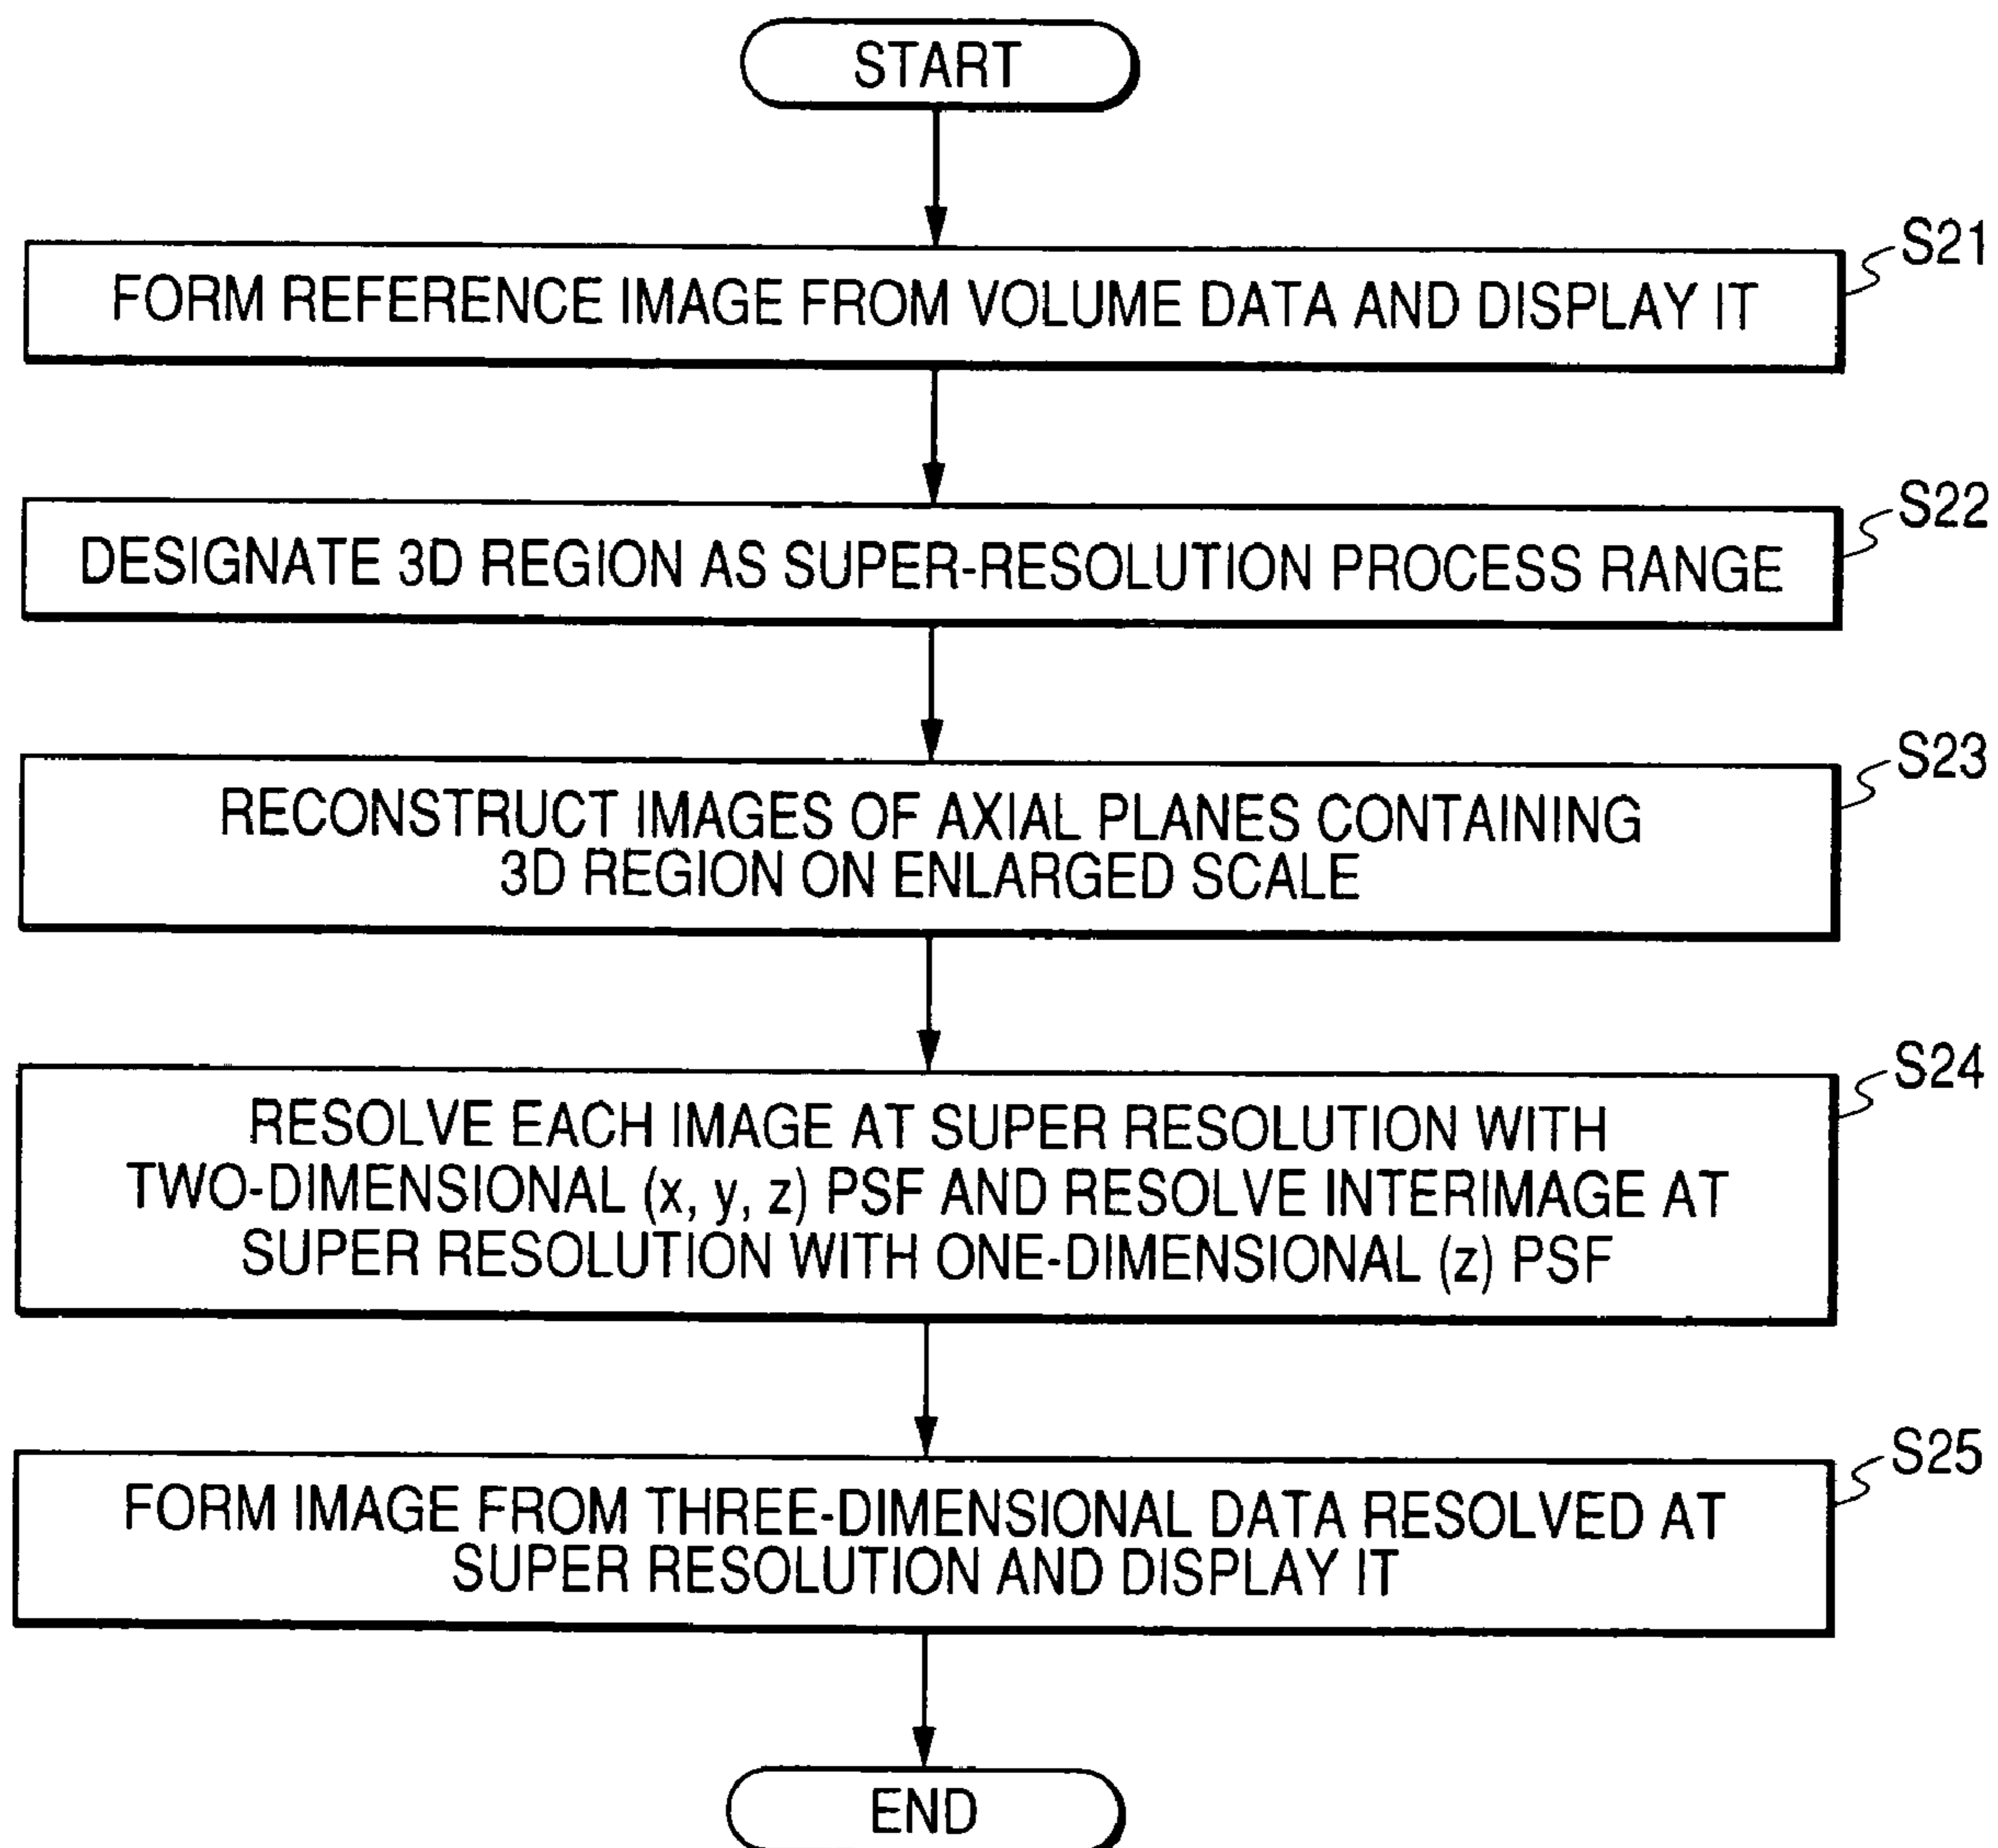 START
S21
FORM REFERENCE IMAGE FROM VOLUME DATA AND DISPLAY IT
S22
DESIGNATE 3D REGION AS SUPER-RESOLUTION PROCESS RANGE
S23
RECONSTRUCT IMAGES OF AXIAL PLANES CONTAINING
3D REGION ON ENLARGED SCALE
S24
RESOLVE EACH IMAGE AT SUPER RESOLUTION WITH
TWO-DIMENSIONAL (x, y, z) PSF AND RESOLVE INTERIMAGE AT
SUPER RESOLUTION WITH ONE-DIMENSIONAL (z) PSF
S25
FORM IMAGE FROM THREE-DIMENSIONAL DATA RESOLVED AT
SUPER RESOLUTION AND DISPLAY IT
END